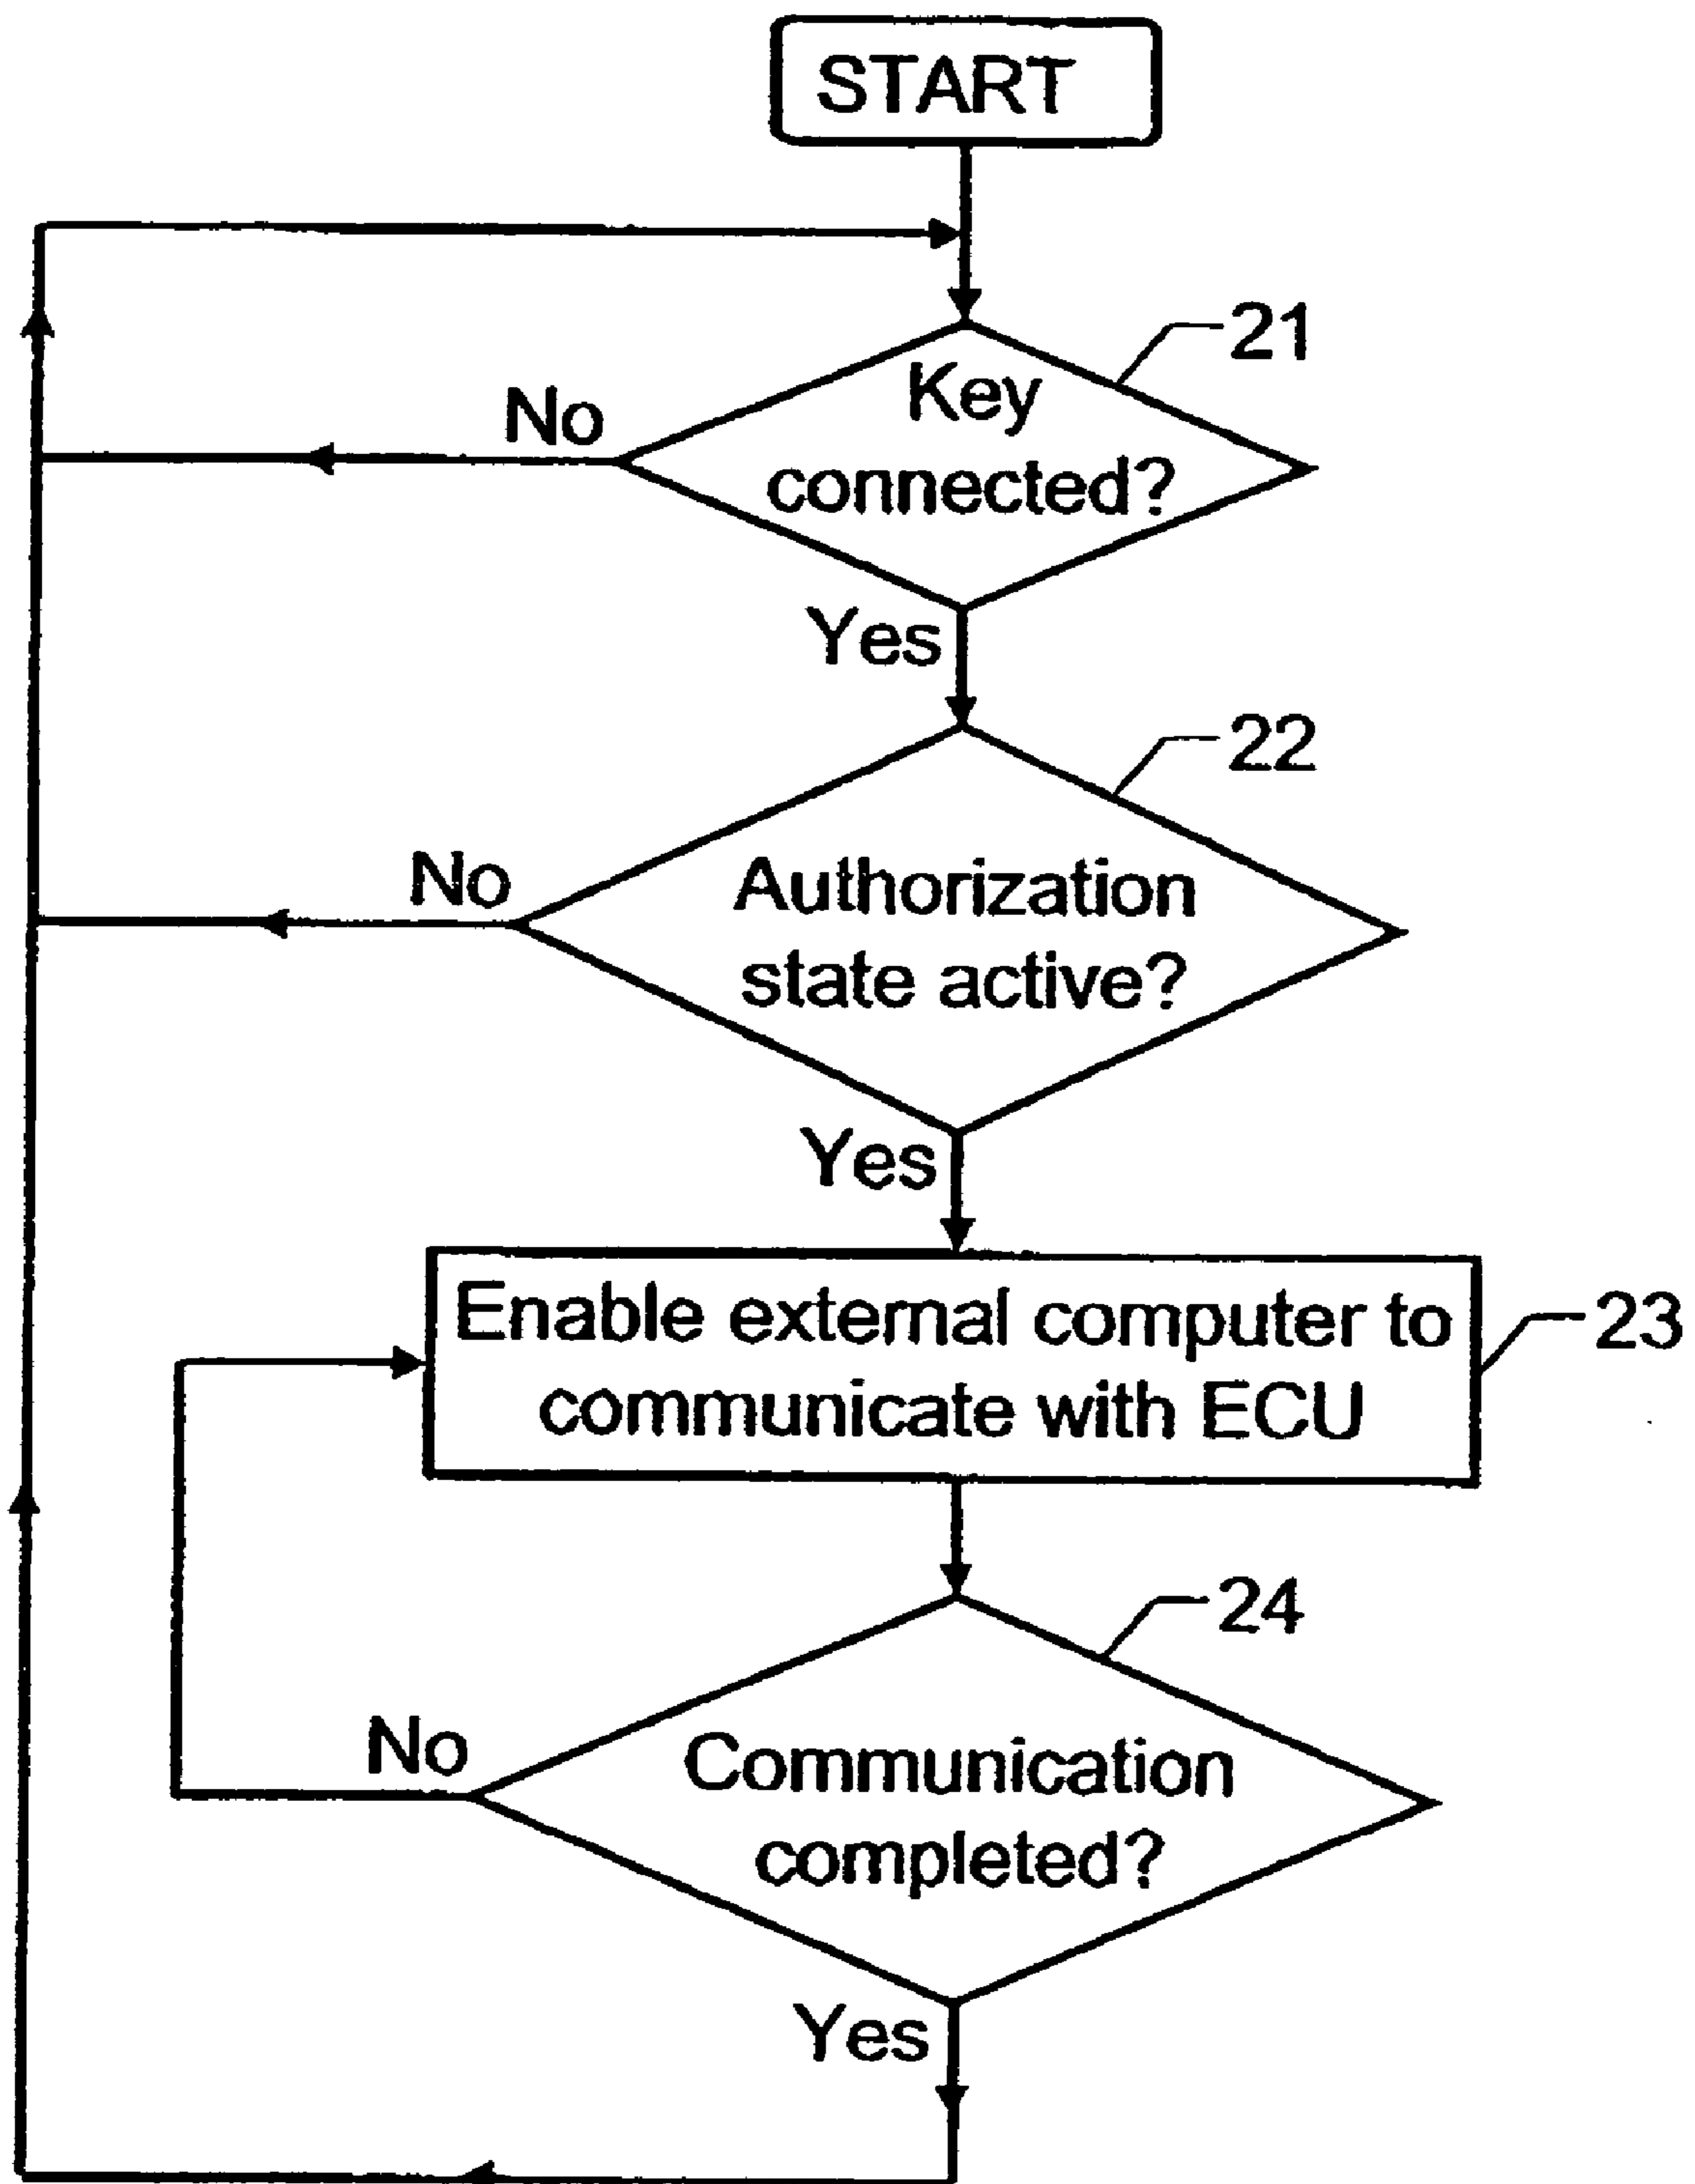 START
21
Key
connected?
No
Yes
22
Authorization
state active?
No
Yes
Enable external computer to
communicate with ECU
23
24
Communication
completed?
No
Yes